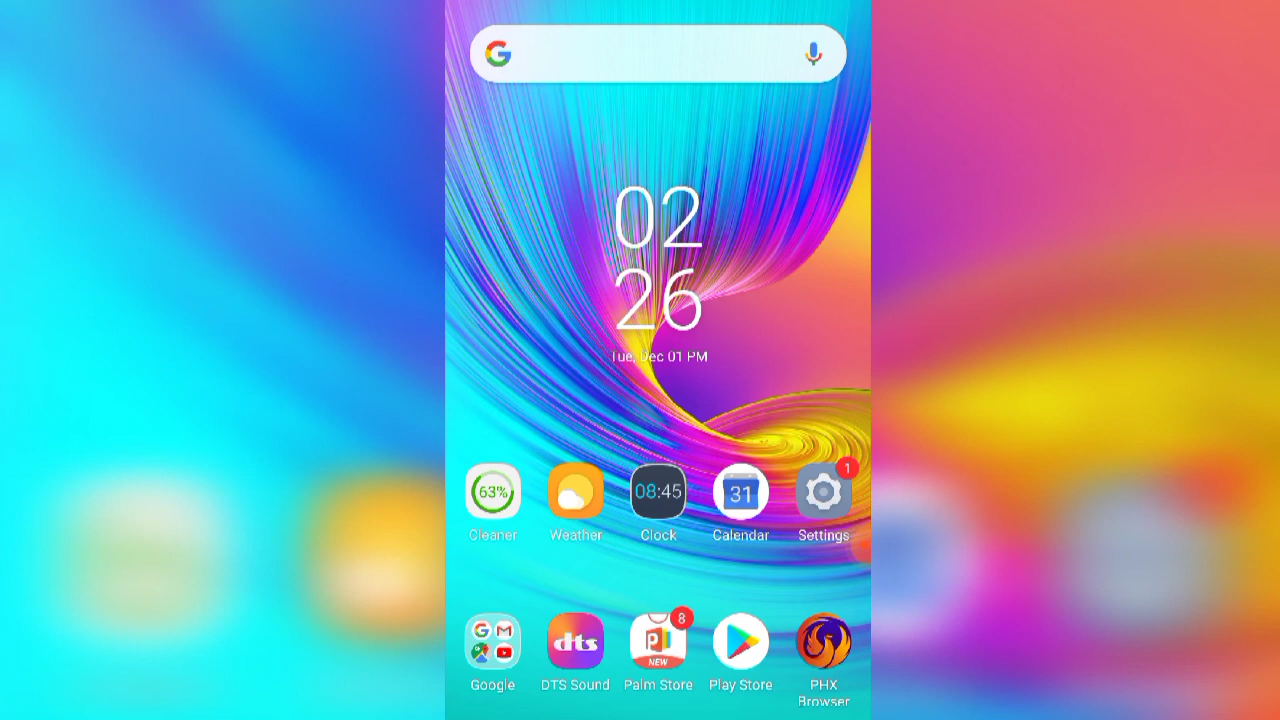 02
26
Tue, Dec 01 PM
63%
08:45
31
1
Cleaner
Weather
Clock
Calendar
Settings
dts
P
8
NEW
Google
DTS Sound
Palm Store
Play Store
PHX
Browser